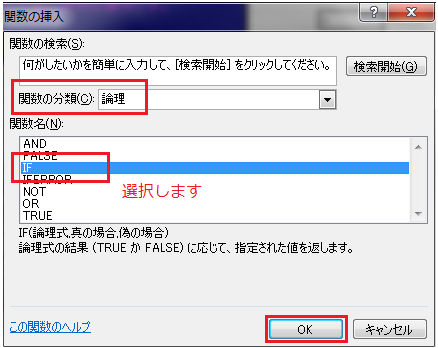 関数の挿入
関数の検索(S):
何がしたいかを簡単に入力して、[検索開始] をクリックしてください。
検索開始(G)
関数の分類(C): 論理
関数名(N):
AND
FALSE
IF
IFERROR
NOT
OR
TRUE
選択します
IF(論理式,真の場合,偽の場合)
論理式の結果 (TRUE か FALSE) に応じて、指定された値を返します。
この関数のヘルプ
OK
キャンセル